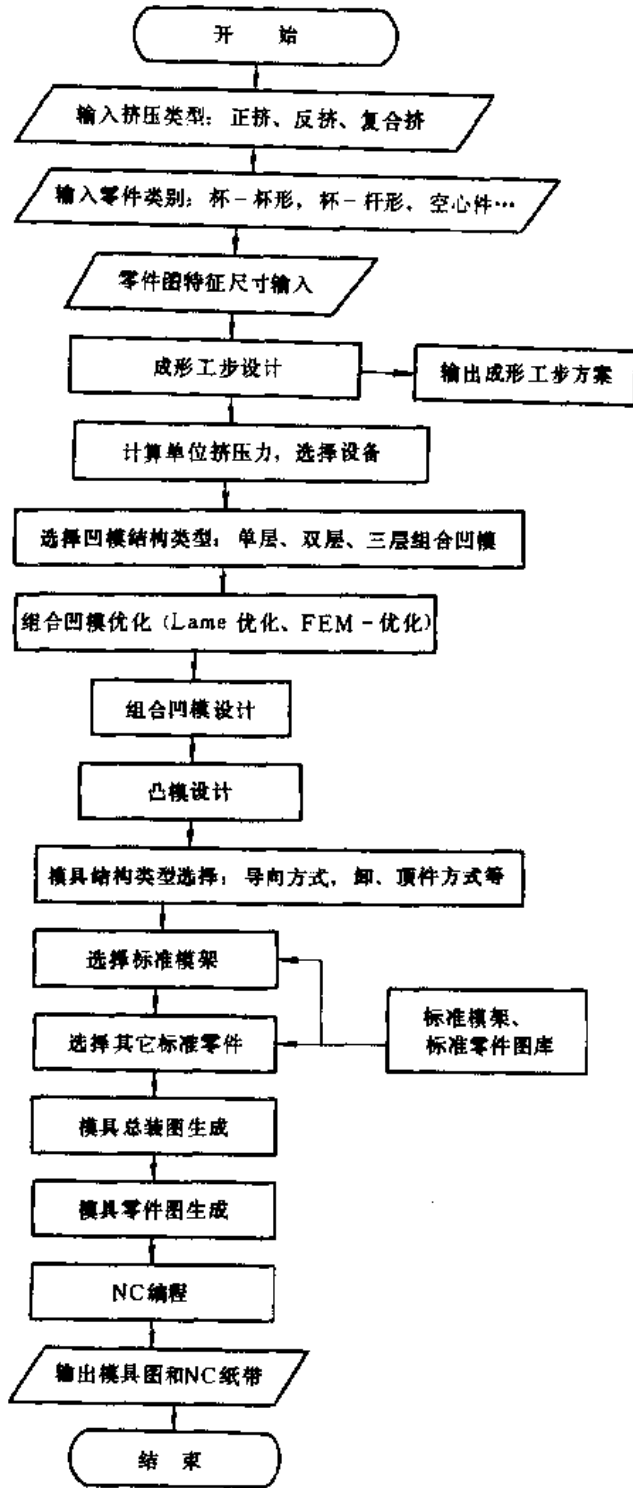 开 始
输入挤压类型：正挤、反挤、复合挤
输入零件类别：杯－杯形，杯－杆形、空心件…
零件图特征尺寸输入
成形工步设计
输出成形工步方案
计算单位挤压力，选择设备
选择凹模结构类型：单层、双层、三层组合凹模
组合凹模优化（Lame 优化、FEM－优化）
组合凹模设计
凸模设计
模具结构类型选择：导向方式，卸、顶件方式等
选择标准模架
选择其它标准零件
标准模架、
标准零件图库
模具总装图生成
模具零件图生成
NC编程
输出模具图和NC纸带
结 束